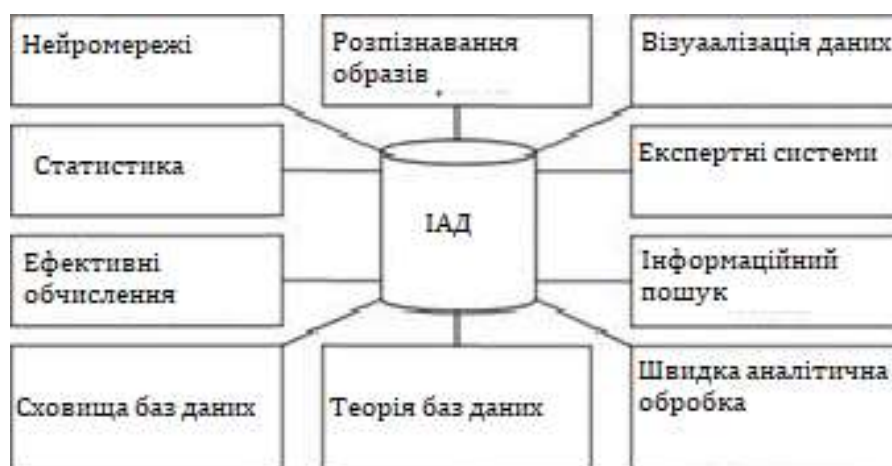 Нейромережі
Розпізнавання
образів
Візуаалізація даних
Статистика
Експертні системи
ІАД
Ефективні
обчислення
Інформаційний
пошук
Сховища баз даних
Теорія баз даних
Швидка аналітична
обробка